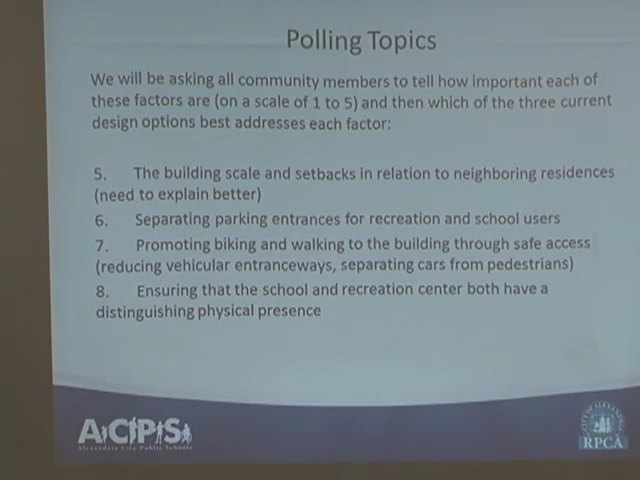 Polling Topics
We will be asking all community members to tell how important each of
these factors are (on a scale of 1 to 5) and then which of the three current
design options best addresses each factor:
5. The building scale and setbacks in relation to neighboring residences
(need to explain better)
6. Separating parking entrances for recreation and school users
7. Promoting biking and walking to the building through safe access
(reducing vehicular entranceways, separating cars from pedestrians)
8. Ensuring that the school and recreation center both have a
distinguishing physical presence
ACPS
Alexandria City Public Schools
CITY OF ALEXANDRIA
RPCA